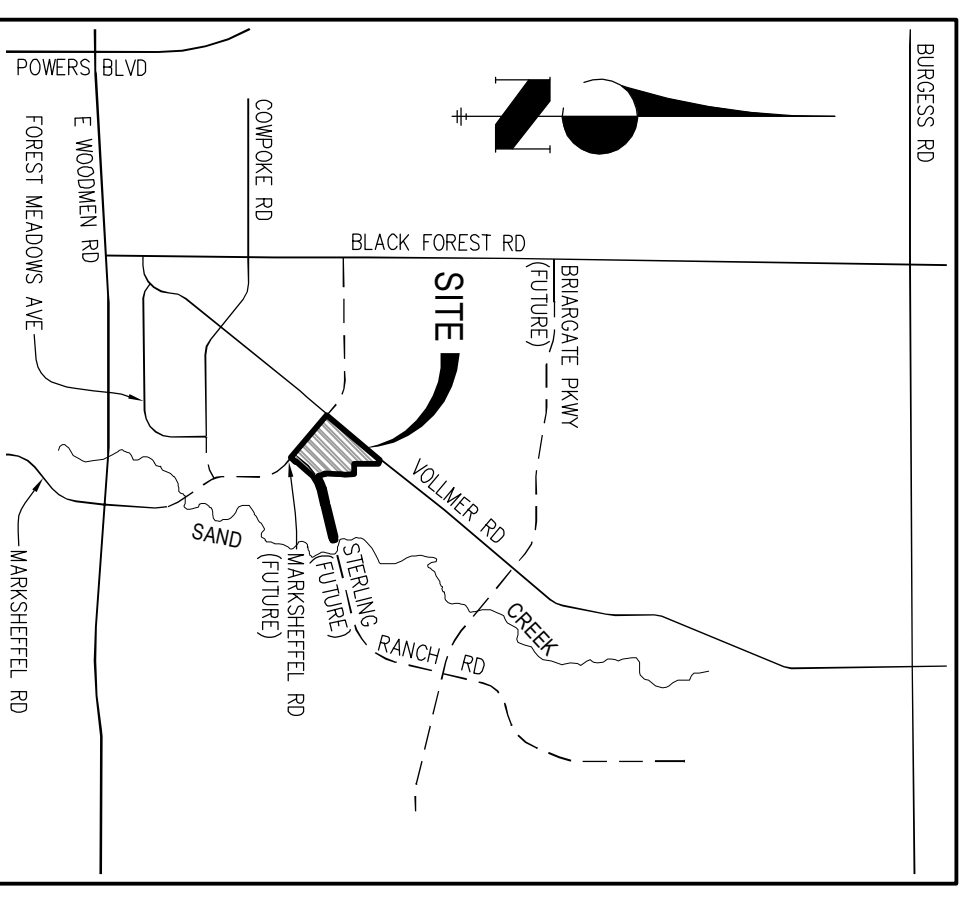 BURGESS RD
POWERS BLVD
COWPOKE RD
E WOODMEN RD
FOREST MEADOWS AVE
N
BLACK FOREST RD
BRIARGATE PKWY
(FUTURE)
SITE
VOLLMER RD
SAND
CREEK
STERLING
(FUTURE)
RANCH RD
MARKSHEFFEL RD
(FUTURE)
MARKSHEFFEL RD